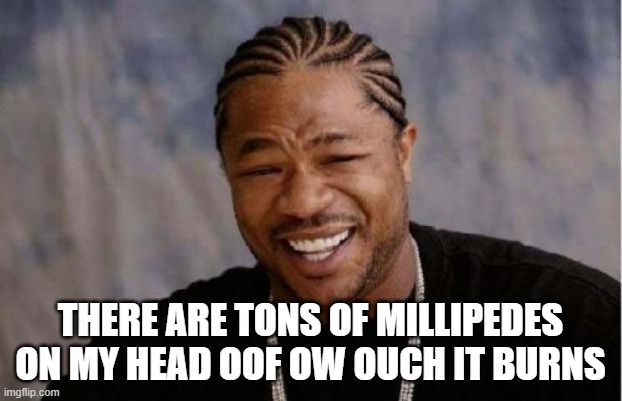 THERE ARE TONS OF MILLIPEDES
ON MY HEAD OOF OW OUCH IT BURNS
imgflip.com